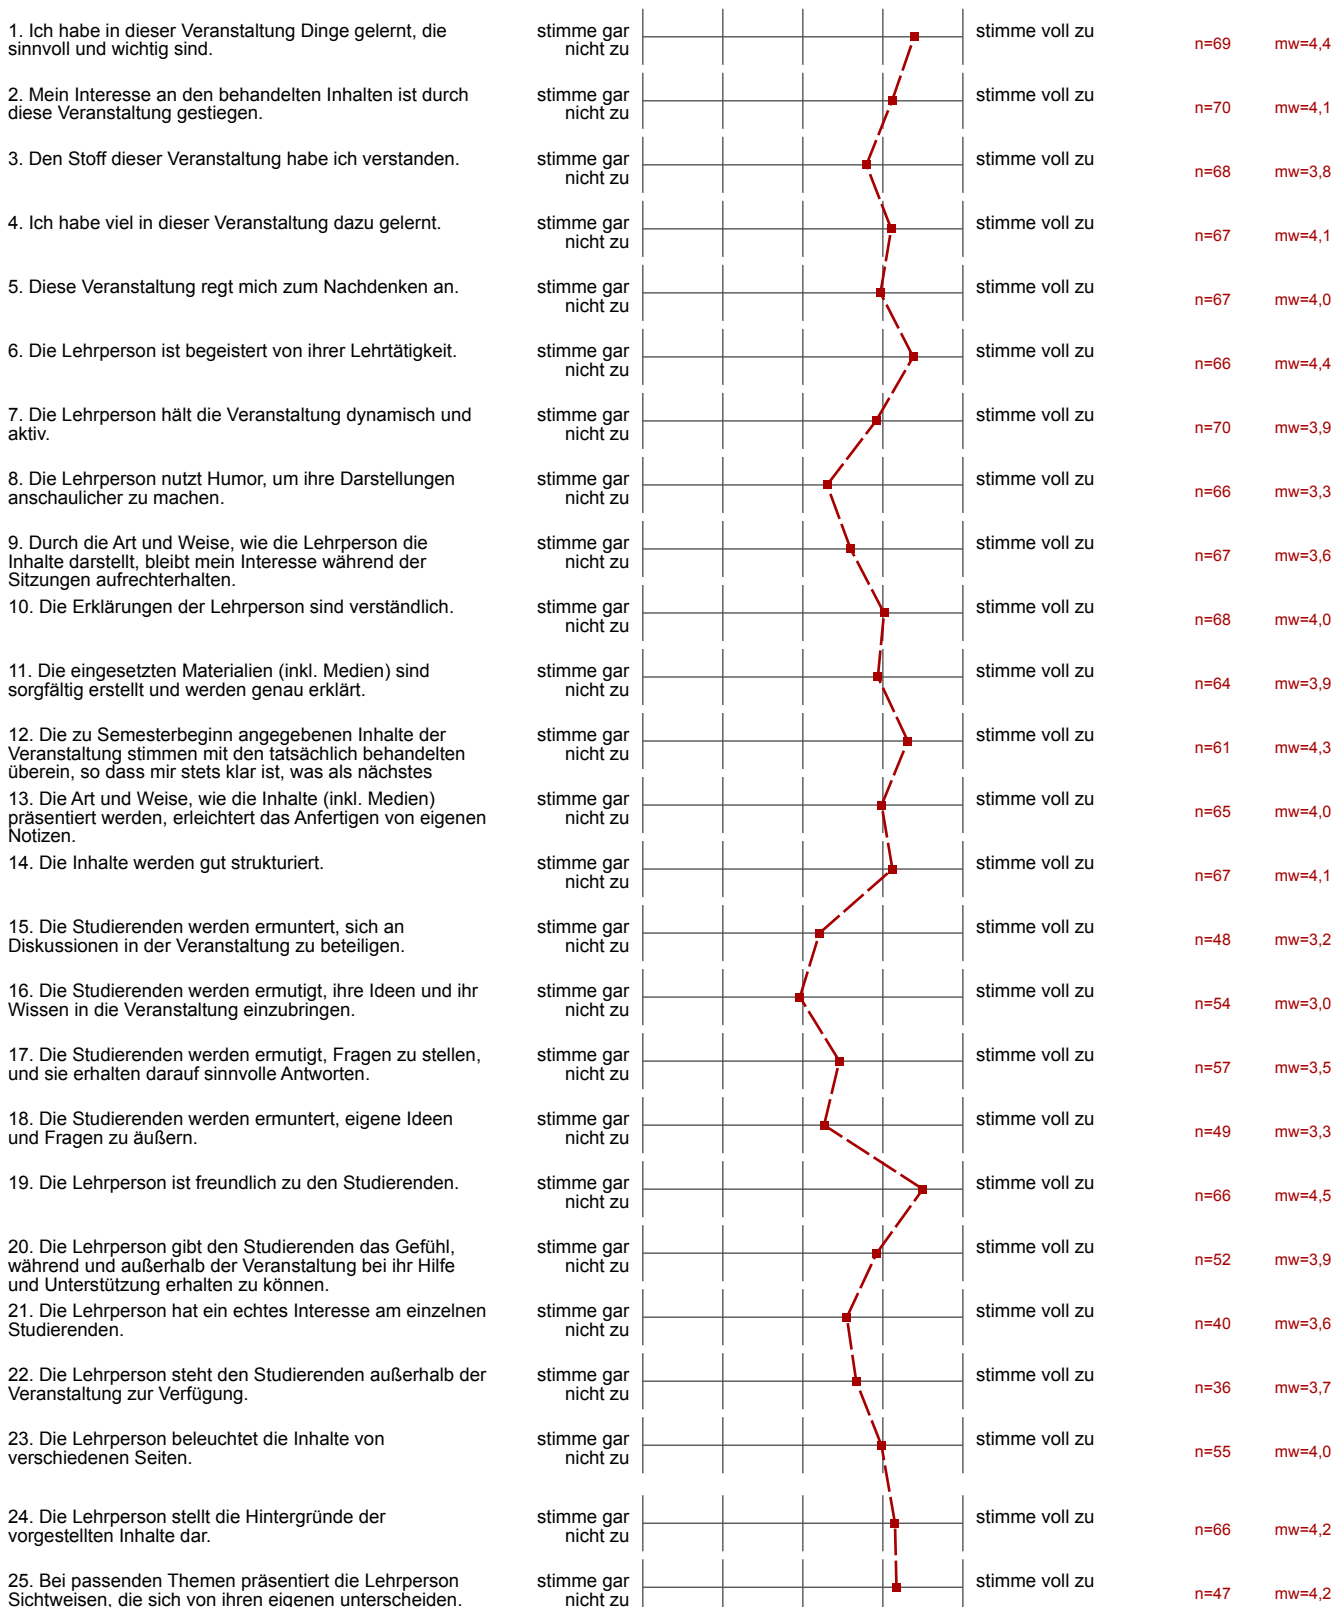 1. Ich habe in dieser Veranstaltung Dinge gelernt, die
sinnvoll und wichtig sind.
stimme gar
nicht zu
stimme voll zu
n=69 mw=4,4
2. Mein Interesse an den behandelten Inhalten ist durch
diese Veranstaltung gestiegen.
stimme gar
nicht zu
stimme voll zu
n=70 mw=4,1
3. Den Stoff dieser Veranstaltung habe ich verstanden.
stimme gar
nicht zu
stimme voll zu
n=68 mw=3,8
4. Ich habe viel in dieser Veranstaltung dazu gelernt.
stimme gar
nicht zu
stimme voll zu
n=67 mw=4,1
5. Diese Veranstaltung regt mich zum Nachdenken an.
stimme gar
nicht zu
stimme voll zu
n=67 mw=4,0
6. Die Lehrperson ist begeistert von ihrer Lehrtätigkeit.
stimme gar
nicht zu
stimme voll zu
n=66 mw=4,4
7. Die Lehrperson hält die Veranstaltung dynamisch und
aktiv.
stimme gar
nicht zu
stimme voll zu
n=70 mw=3,9
8. Die Lehrperson nutzt Humor, um ihre Darstellungen
anschaulicher zu machen.
stimme gar
nicht zu
stimme voll zu
n=66 mw=3,3
9. Durch die Art und Weise, wie die Lehrperson die
Inhalte darstellt, bleibt mein Interesse während der
Sitzungen aufrechterhalten.
stimme gar
nicht zu
stimme voll zu
n=67 mw=3,6
10. Die Erklärungen der Lehrperson sind verständlich.
stimme gar
nicht zu
stimme voll zu
n=68 mw=4,0
11. Die eingesetzten Materialien (inkl. Medien) sind
sorgfältig erstellt und werden genau erklärt.
stimme gar
nicht zu
stimme voll zu
n=64 mw=3,9
12. Die zu Semesterbeginn angegebenen Inhalte der
Veranstaltung stimmen mit den tatsächlich behandelten
überein, so dass mir stets klar ist, was als nächstes
stimme gar
nicht zu
stimme voll zu
n=61 mw=4,3
13. Die Art und Weise, wie die Inhalte (inkl. Medien)
präsentiert werden, erleichtert das Anfertigen von eigenen
Notizen.
stimme gar
nicht zu
stimme voll zu
n=65 mw=4,0
14. Die Inhalte werden gut strukturiert.
stimme gar
nicht zu
stimme voll zu
n=67 mw=4,1
15. Die Studierenden werden ermuntert, sich an
Diskussionen in der Veranstaltung zu beteiligen.
stimme gar
nicht zu
stimme voll zu
n=48 mw=3,2
16. Die Studierenden werden ermutigt, ihre Ideen und ihr
Wissen in die Veranstaltung einzubringen.
stimme gar
nicht zu
stimme voll zu
n=54 mw=3,0
17. Die Studierenden werden ermutigt, Fragen zu stellen,
und sie erhalten darauf sinnvolle Antworten.
stimme gar
nicht zu
stimme voll zu
n=57 mw=3,5
18. Die Studierenden werden ermuntert, eigene Ideen
und Fragen zu äußern.
stimme gar
nicht zu
stimme voll zu
n=49 mw=3,3
19. Die Lehrperson ist freundlich zu den Studierenden.
stimme gar
nicht zu
stimme voll zu
n=66 mw=4,5
20. Die Lehrperson gibt den Studierenden das Gefühl,
während und außerhalb der Veranstaltung bei ihr Hilfe
und Unterstützung erhalten zu können.
stimme gar
nicht zu
stimme voll zu
n=52 mw=3,9
21. Die Lehrperson hat ein echtes Interesse am einzelnen
Studierenden.
stimme gar
nicht zu
stimme voll zu
n=40 mw=3,6
22. Die Lehrperson steht den Studierenden außerhalb der
Veranstaltung zur Verfügung.
stimme gar
nicht zu
stimme voll zu
n=36 mw=3,7
23. Die Lehrperson beleuchtet die Inhalte von
verschiedenen Seiten.
stimme gar
nicht zu
stimme voll zu
n=55 mw=4,0
24. Die Lehrperson stellt die Hintergründe der
vorgestellten Inhalte dar.
stimme gar
nicht zu
stimme voll zu
n=66 mw=4,2
25. Bei passenden Themen präsentiert die Lehrperson
Sichtweisen, die sich von ihren eigenen unterscheiden.
stimme gar
nicht zu
stimme voll zu
n=47 mw=4,2